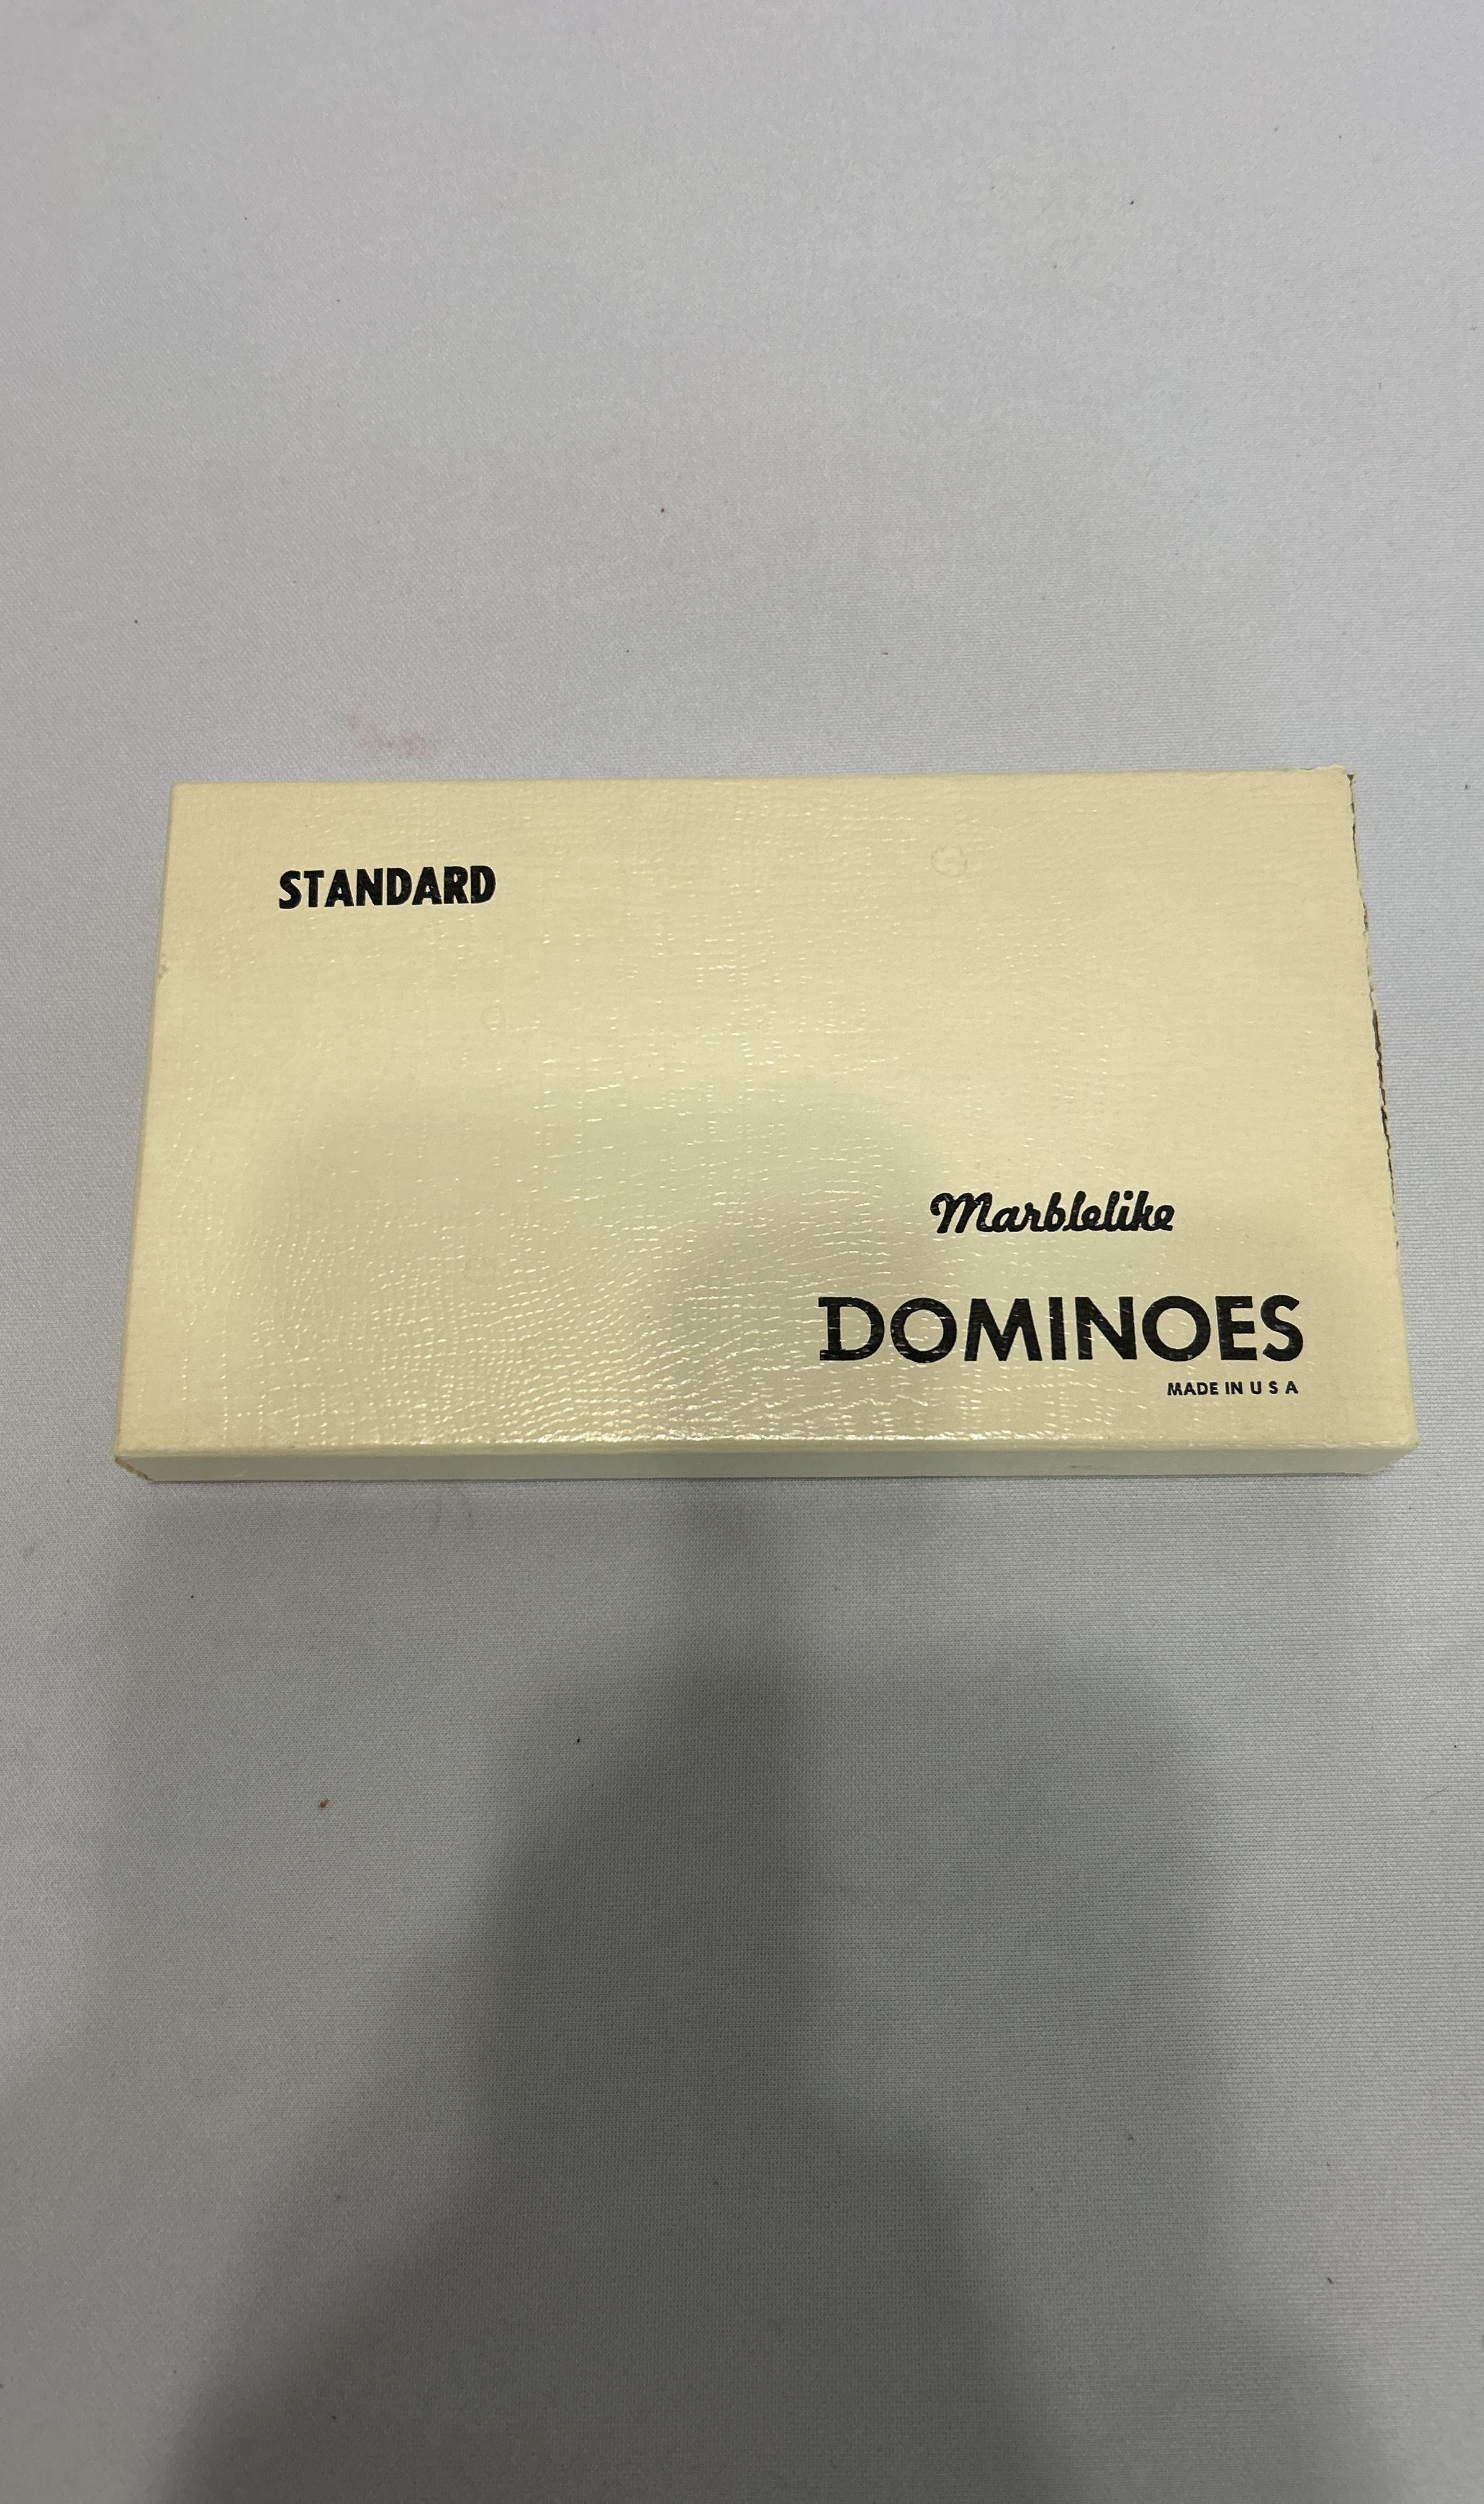 STANDARD
Marblelike
DOMINOES
MADE IN U S A